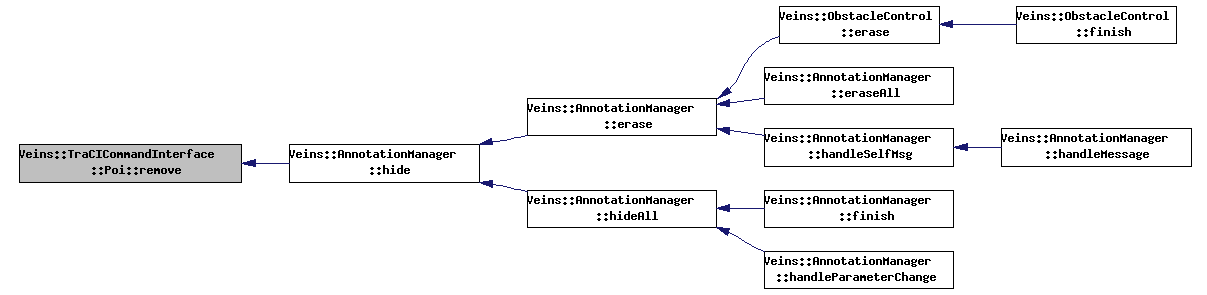 Veins::TraCICommandInterface
::Poi::remove
Veins::AnnotationManager
::hide
Veins::AnnotationManager
::erase
Veins::ObstacleControl
::erase
Veins::ObstacleControl
::finish
Veins::AnnotationManager
::eraseAll
Veins::AnnotationManager
::handleSelfMsg
Veins::AnnotationManager
::handleMessage
Veins::AnnotationManager
::hideAll
Veins::AnnotationManager
::finish
Veins::AnnotationManager
::handleParameterChange